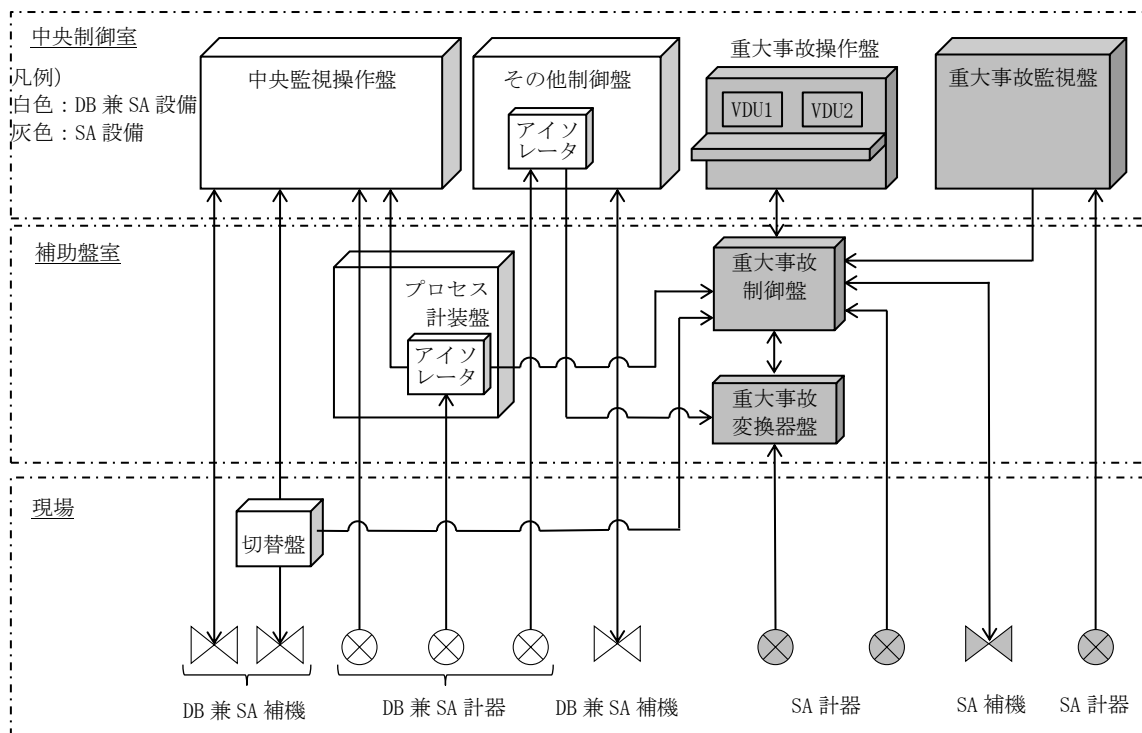 中央制御室
凡例)
白色：DB 兼 SA 設備
灰色：SA 設備
中央監視操作盤
その他制御盤
アイソ
レータ
重大事故操作盤
VDU1
VDU2
重大事故監視盤
補助盤室
プロセス
計装盤
アイソ
レータ
重大事故
制御盤
重大事故
変換器盤
現場
切替盤
DB 兼 SA 補機
DB 兼 SA 計器
DB 兼 SA 補機
SA 計器
SA 補機
SA 計器